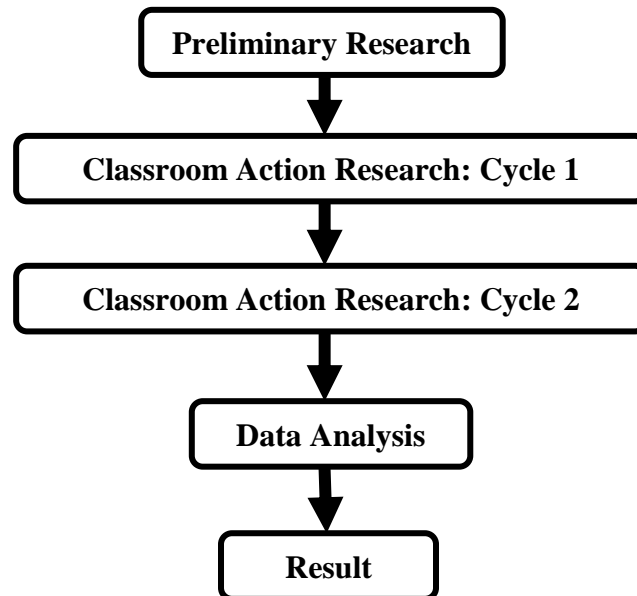 Preliminary Research
Classroom Action Research: Cycle 1
Classroom Action Research: Cycle 2
Data Analysis
Result